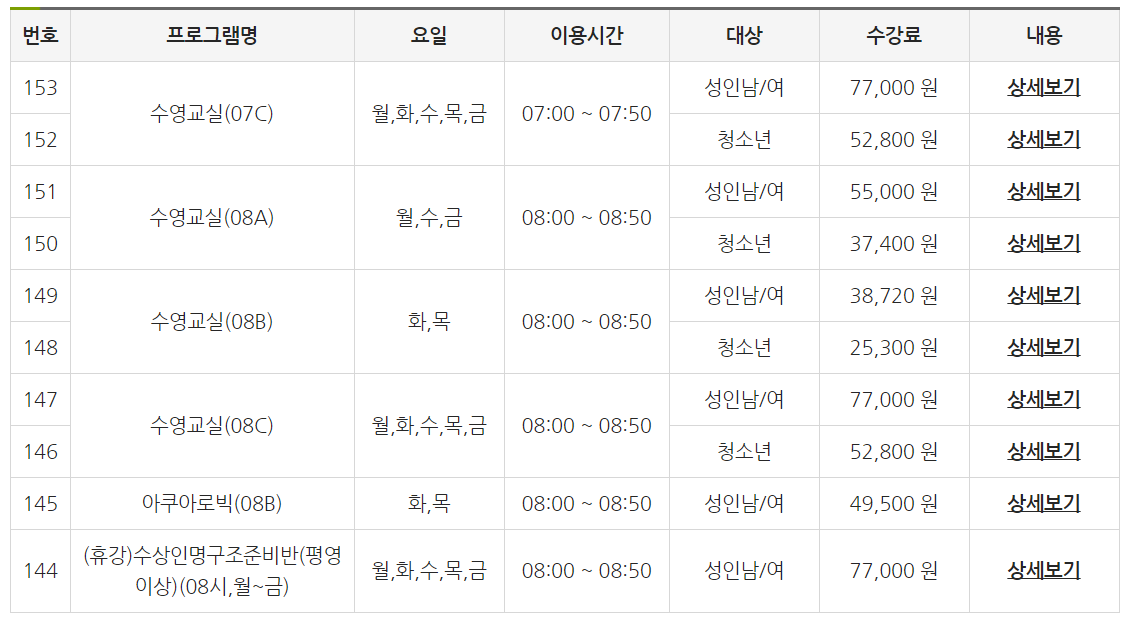 번호 프로그램명 요일 이용시간 대상 수강료 내용
153 수영교실(07C) 월,화,수,목,금 07:00 ~ 07:50 성인남/여 77,000 원 상세보기
152 청소년 52,800 원 상세보기
151 수영교실(08A) 월,수,금 08:00 ~ 08:50 성인남/여 55,000 원 상세보기
150 청소년 37,400 원 상세보기
149 수영교실(08B) 화,목 08:00 ~ 08:50 성인남/여 38,720 원 상세보기
148 청소년 25,300 원 상세보기
147 수영교실(08C) 월,화,수,목,금 08:00 ~ 08:50 성인남/여 77,000 원 상세보기
146 청소년 52,800 원 상세보기
145 아쿠아로빅(08B) 화,목 08:00 ~ 08:50 성인남/여 49,500 원 상세보기
144 (휴강)수상인명구조준비반(평영
이상)(08시,월~금) 월,화,수,목,금 08:00 ~ 08:50 성인남/여 77,000 원 상세보기